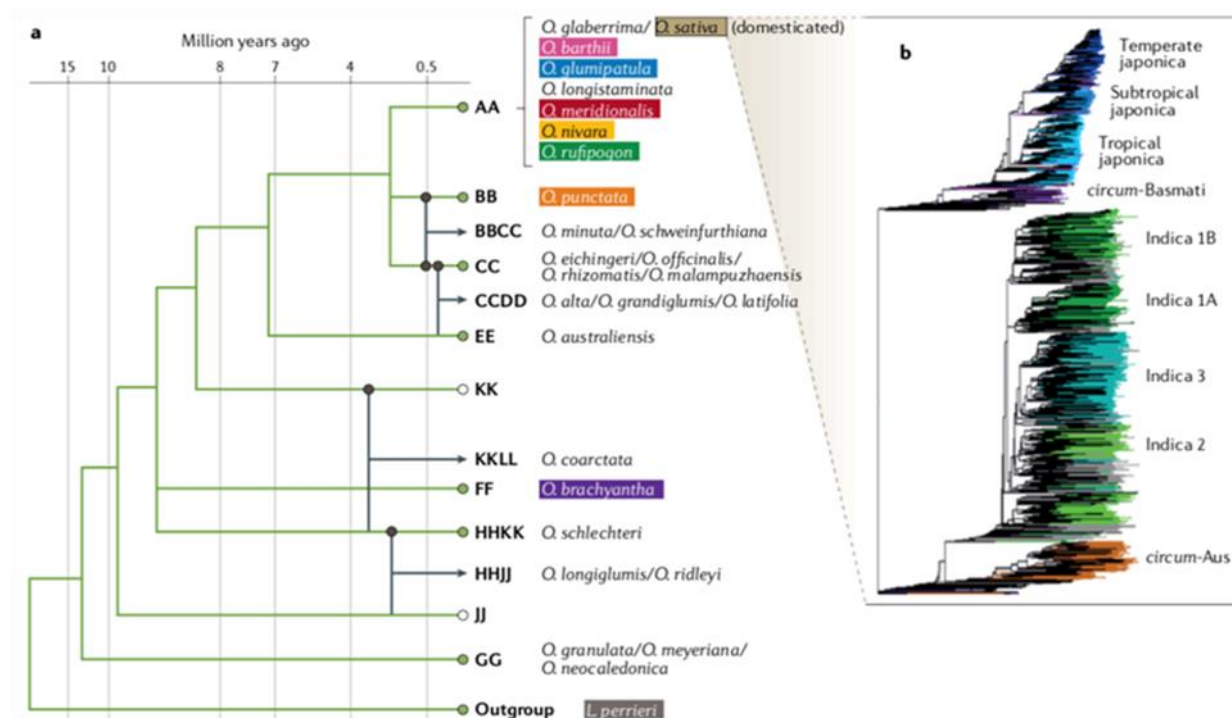 a
Million years ago
15 10 8 7 4 0.5
AA
O. glaberrima/ O. sativa (domesticated)
O. barthii
O. glumipatula
O. longistaminata
O. meridionalis
O. nivara
O. rufipogon
BB O. punctata
BBCC O. minuta/O. schweinfurthiana
CC O. eichingeri/O. officinalis/
O. rhizomatis/O. malampuzhaensis
CCDD O. alta/O. grandiglumis/O. latifolia
EE O. australiensis
KK
KKLL O. coarctata
FF O. brachyantha
HHKK O. schlechteri
HHJJ O. longiglumis/O. ridleyi
JJ
GG O. granulata/O. meyeriana/
O. neocaledonica
Outgroup L. perrieri
b
Temperate
japonica
Subtropical
japonica
Tropical
japonica
circum-Basmati
Indica 1B
Indica 1A
Indica 3
Indica 2
circum-Aus